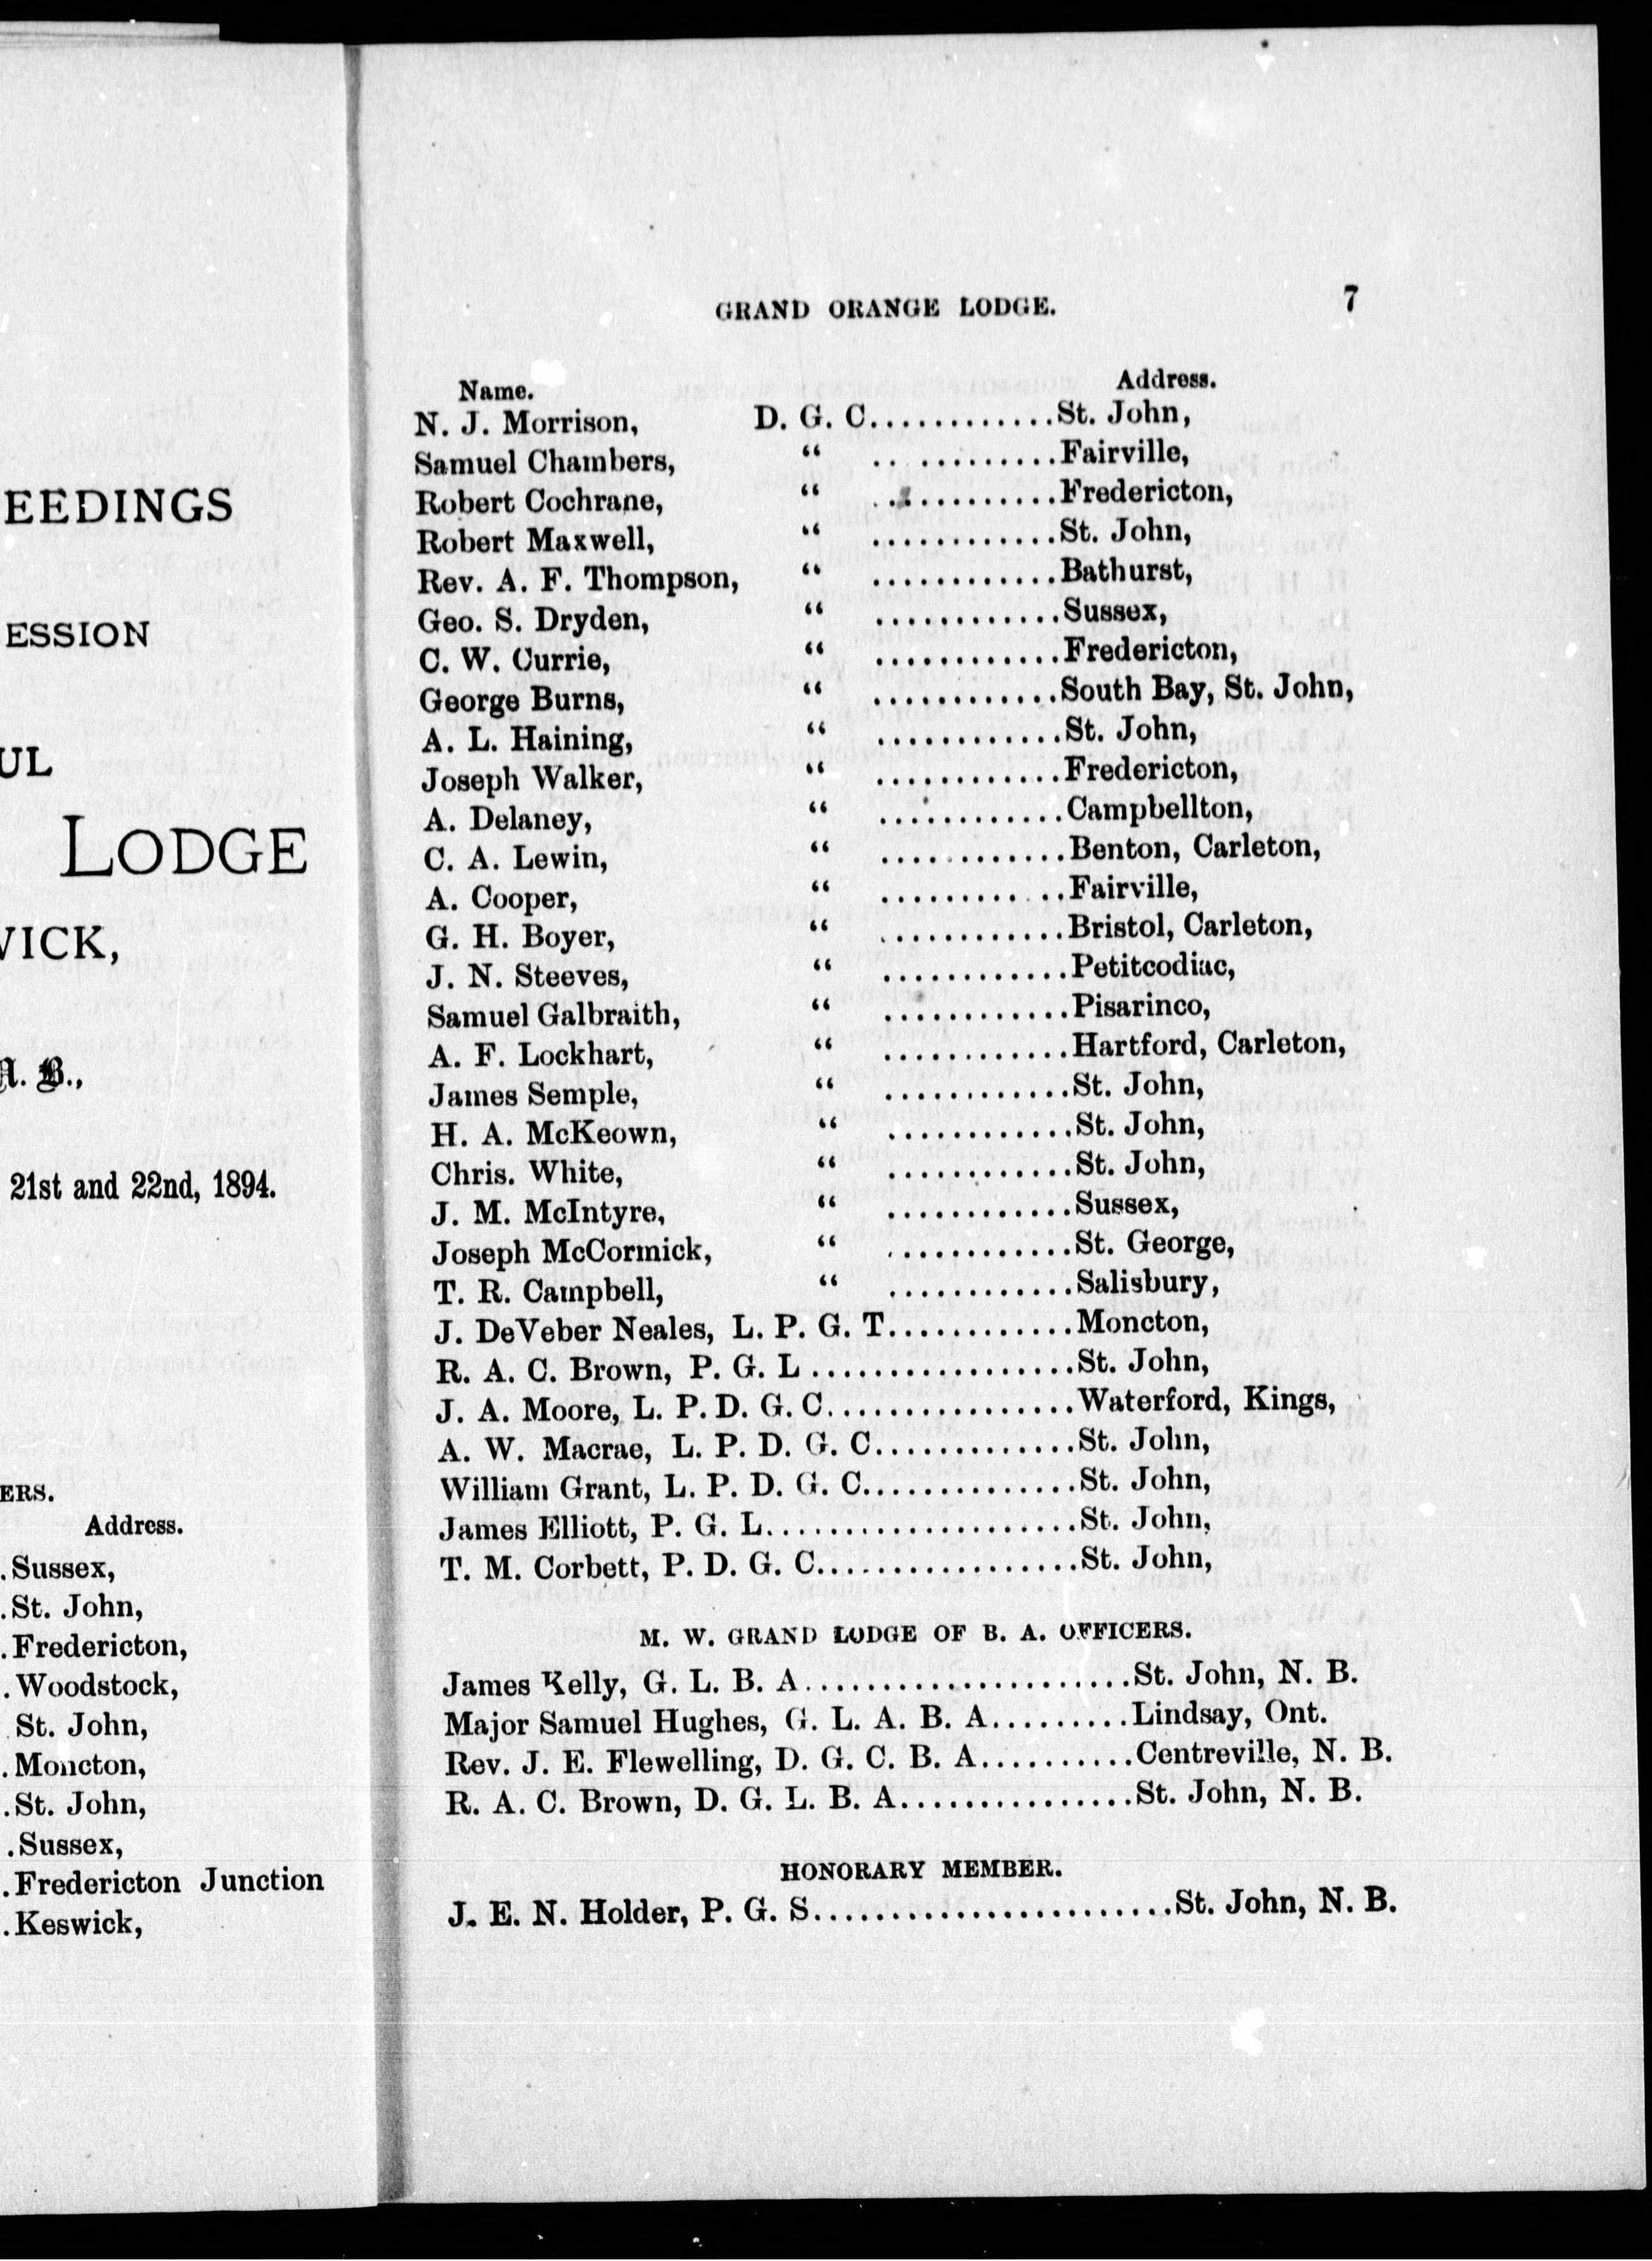 EEDINGS
ESSION
UL
LODGE
WICK,
N. B.,
21st and 22nd, 1894.
ERS.
Address.
.Sussex,
.St. John,
.Fredericton,
.Woodstock,
St. John,
.Moncton,
.St. John,
.Sussex,
.Fredericton Junction
.Keswick,
GRAND ORANGE LODGE. 7
Name. Address.
N. J. Morrison, D. G. C............St. John,
Samuel Chambers, “ ............Fairville,
Robert Cochrane, “ ............Fredericton,
Robert Maxwell, “ ............St. John,
Rev. A. F. Thompson, “ ............Bathurst,
Geo. S. Dryden, “ ............Sussex,
C. W. Currie, “ ............Fredericton,
George Burns, “ ............South Bay, St. John,
A. L. Haining, “ ............St. John,
Joseph Walker, “ ............Fredericton,
A. Delaney, “ ............Campbellton,
C. A. Lewin, “ ............Benton, Carleton,
A. Cooper, “ ............Fairville,
G. H. Boyer, “ ............Bristol, Carleton,
J. N. Steeves, “ ............Petitcodiac,
Samuel Galbraith, “ ............Pisarinco,
A. F. Lockhart, “ ............Hartford, Carleton,
James Semple, “ ............St. John,
H. A. McKeown, “ ............St. John,
Chris. White, “ ............St. John,
J. M. McIntyre, “ ............Sussex,
Joseph McCormick, “ ............St. George,
T. R. Campbell, “ ............Salisbury,
J. DeVeber Neales, L. P. G. T............Moncton,
R. A. C. Brown, P. G. L.................St. John,
J. A. Moore, L. P. D. G. C................Waterford, Kings,
A. W. Macrae, L. P. D. G. C.............St. John,
William Grant, L. P. D. G. C..............St. John,
James Elliott, P. G. L....................St. John,
T. M. Corbett, P. D. G. C.................St. John,
M. W. GRAND LODGE OF B. A. OFFICERS.
James Kelly, G. L. B. A.....................St. John, N. B.
Major Samuel Hughes, G. L. A. B. A.........Lindsay, Ont.
Rev. J. E. Flewelling, D. G. C. B. A..........Centreville, N. B.
R. A. C. Brown, D. G. L. B. A...............St. John, N. B.
HONORARY MEMBER.
J. E. N. Holder, P. G. S.......................St. John, N. B.